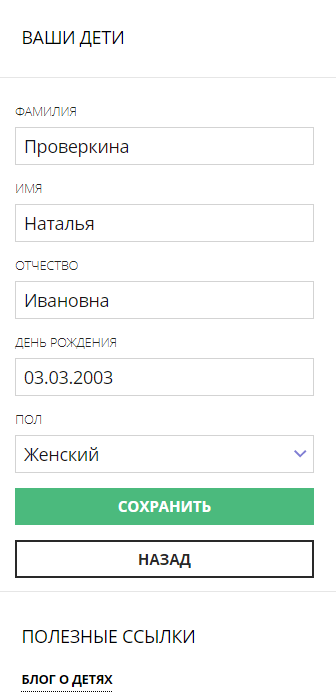 ВАШИ ДЕТИ
ФАМИЛИЯ
Проверкина
ИМЯ
Наталья
ОТЧЕСТВО
Ивановна
ДЕНЬ РОЖДЕНИЯ
03.03.2003
ПОЛ
Женский
СОХРАНИТЬ
НАЗАД
ПОЛЕЗНЫЕ ССЫЛКИ
БЛОГ О ДЕТЯХ